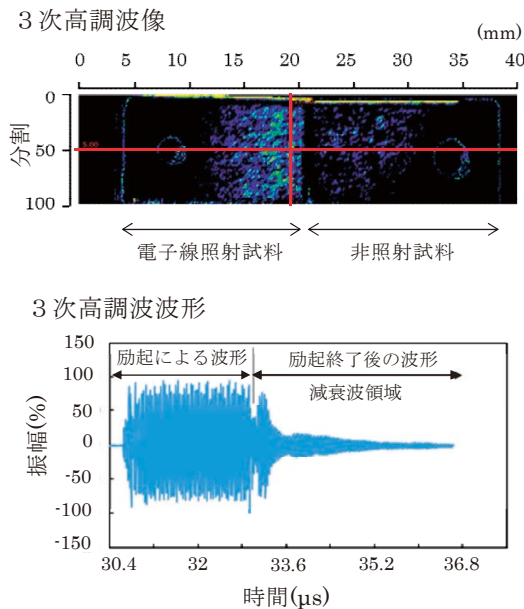 3次高調波像
(mm)
0 5 10 15 20 25 30 35 40
0
50
100
分割
5.00
電子線照射試料
非照射試料
3次高調波波形
励起による波形
励起終了後の波形
減衰波領域
150
100
50
0
-50
-100
-150
振幅(%)
30.4 32 33.6 35.2 36.8
時間(μs)